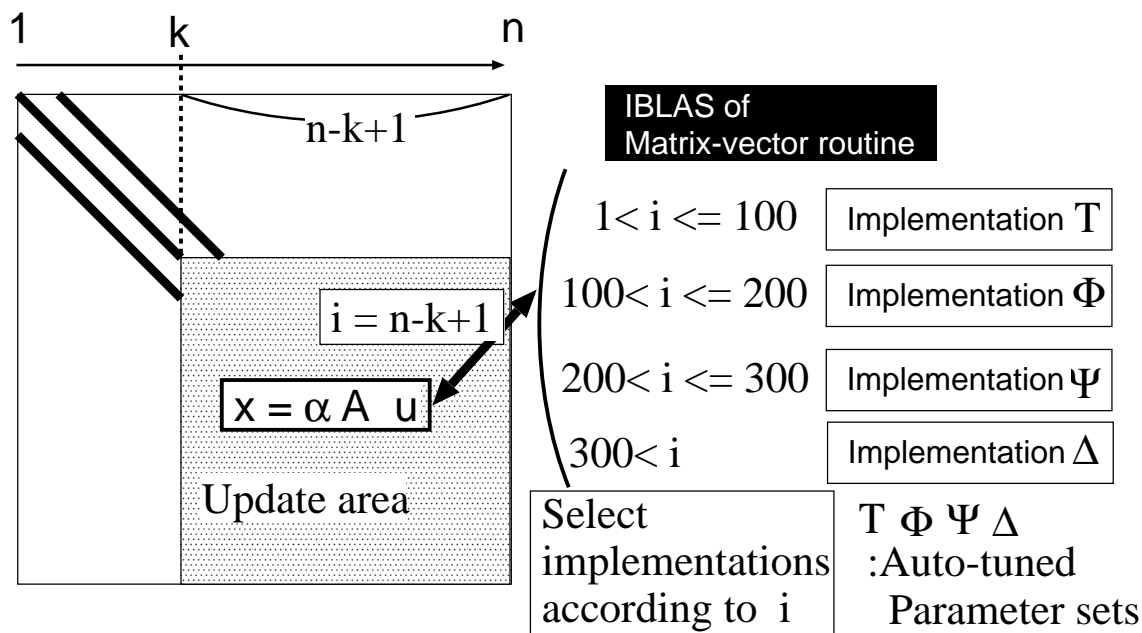 1 k n
n-k+1
IBLAS of
Matrix-vector routine
1< i <= 100 Implementation Τ
100< i <= 200 Implementation Φ
i = n-k+1
200< i <= 300 Implementation Ψ
x = α A u
300< i Implementation Δ
Update area
Select
implementations
according to i
Τ Φ Ψ Δ
:Auto-tuned
Parameter sets